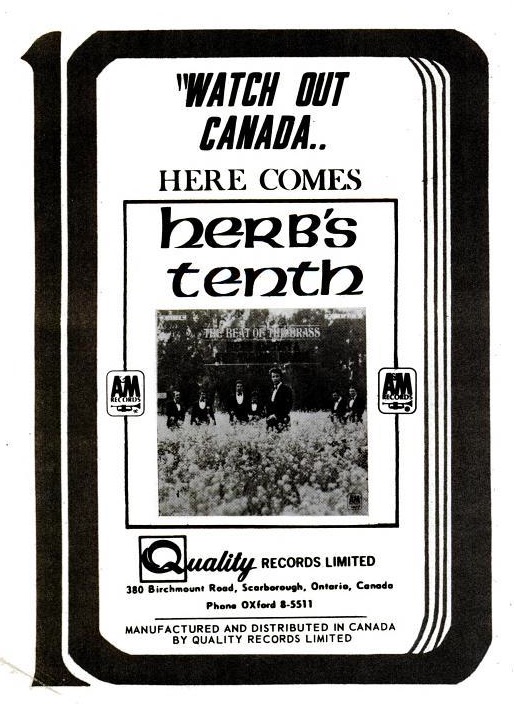 10
"WATCH OUT
CANADA..
HERE COMES
herb's
tenth
THE BEAT OF THE BRASS
A&M
RECORDS
A&M
RECORDS
Quality RECORDS LIMITED
380 Birchmount Road, Scarborough, Ontario, Canada
Phone OXford 8-5511
MANUFACTURED AND DISTRIBUTED IN CANADA
BY QUALITY RECORDS LIMITED